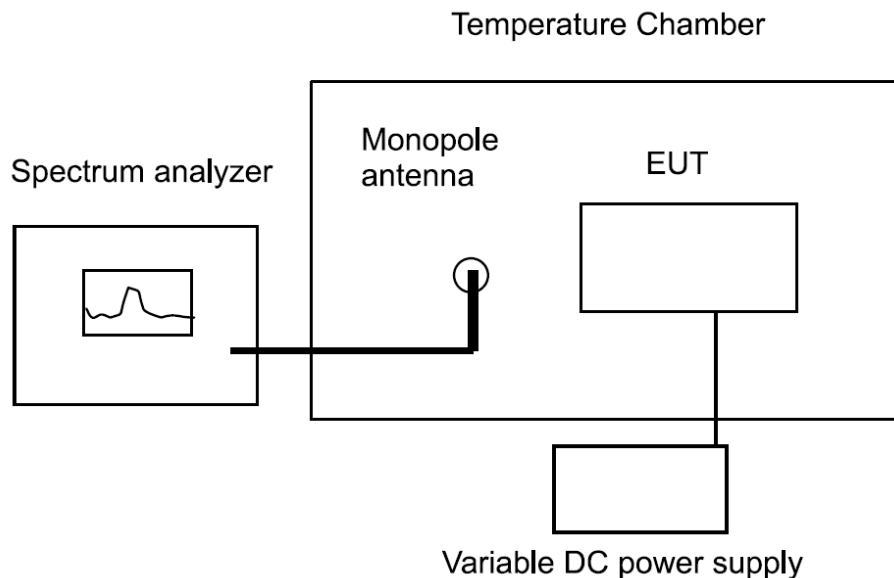 Temperature Chamber
Monopole
antenna
EUT
Spectrum analyzer
Variable DC power supply